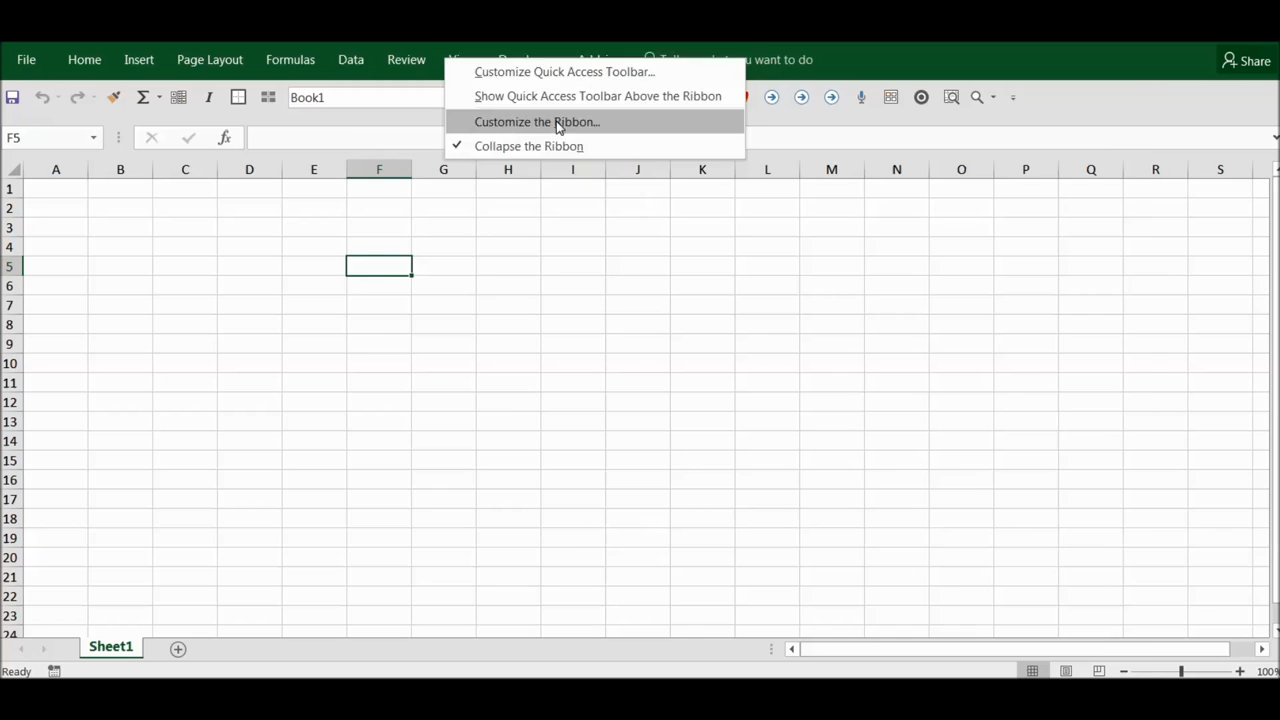 File Home Insert Page Layout Formulas Data Review you want to do Share
Customize Quick Access Toolbar...
Show Quick Access Toolbar Above the Ribbon
Customize the Ribbon...
Collapse the Ribbon
Book1
F5 fx
A B C D E F G H I J K L M N O P Q R S
1
2
3
4
5
6
7
8
9
10
11
12
13
14
15
16
17
18
19
20
21
22
23
24
Sheet1
Ready 100%